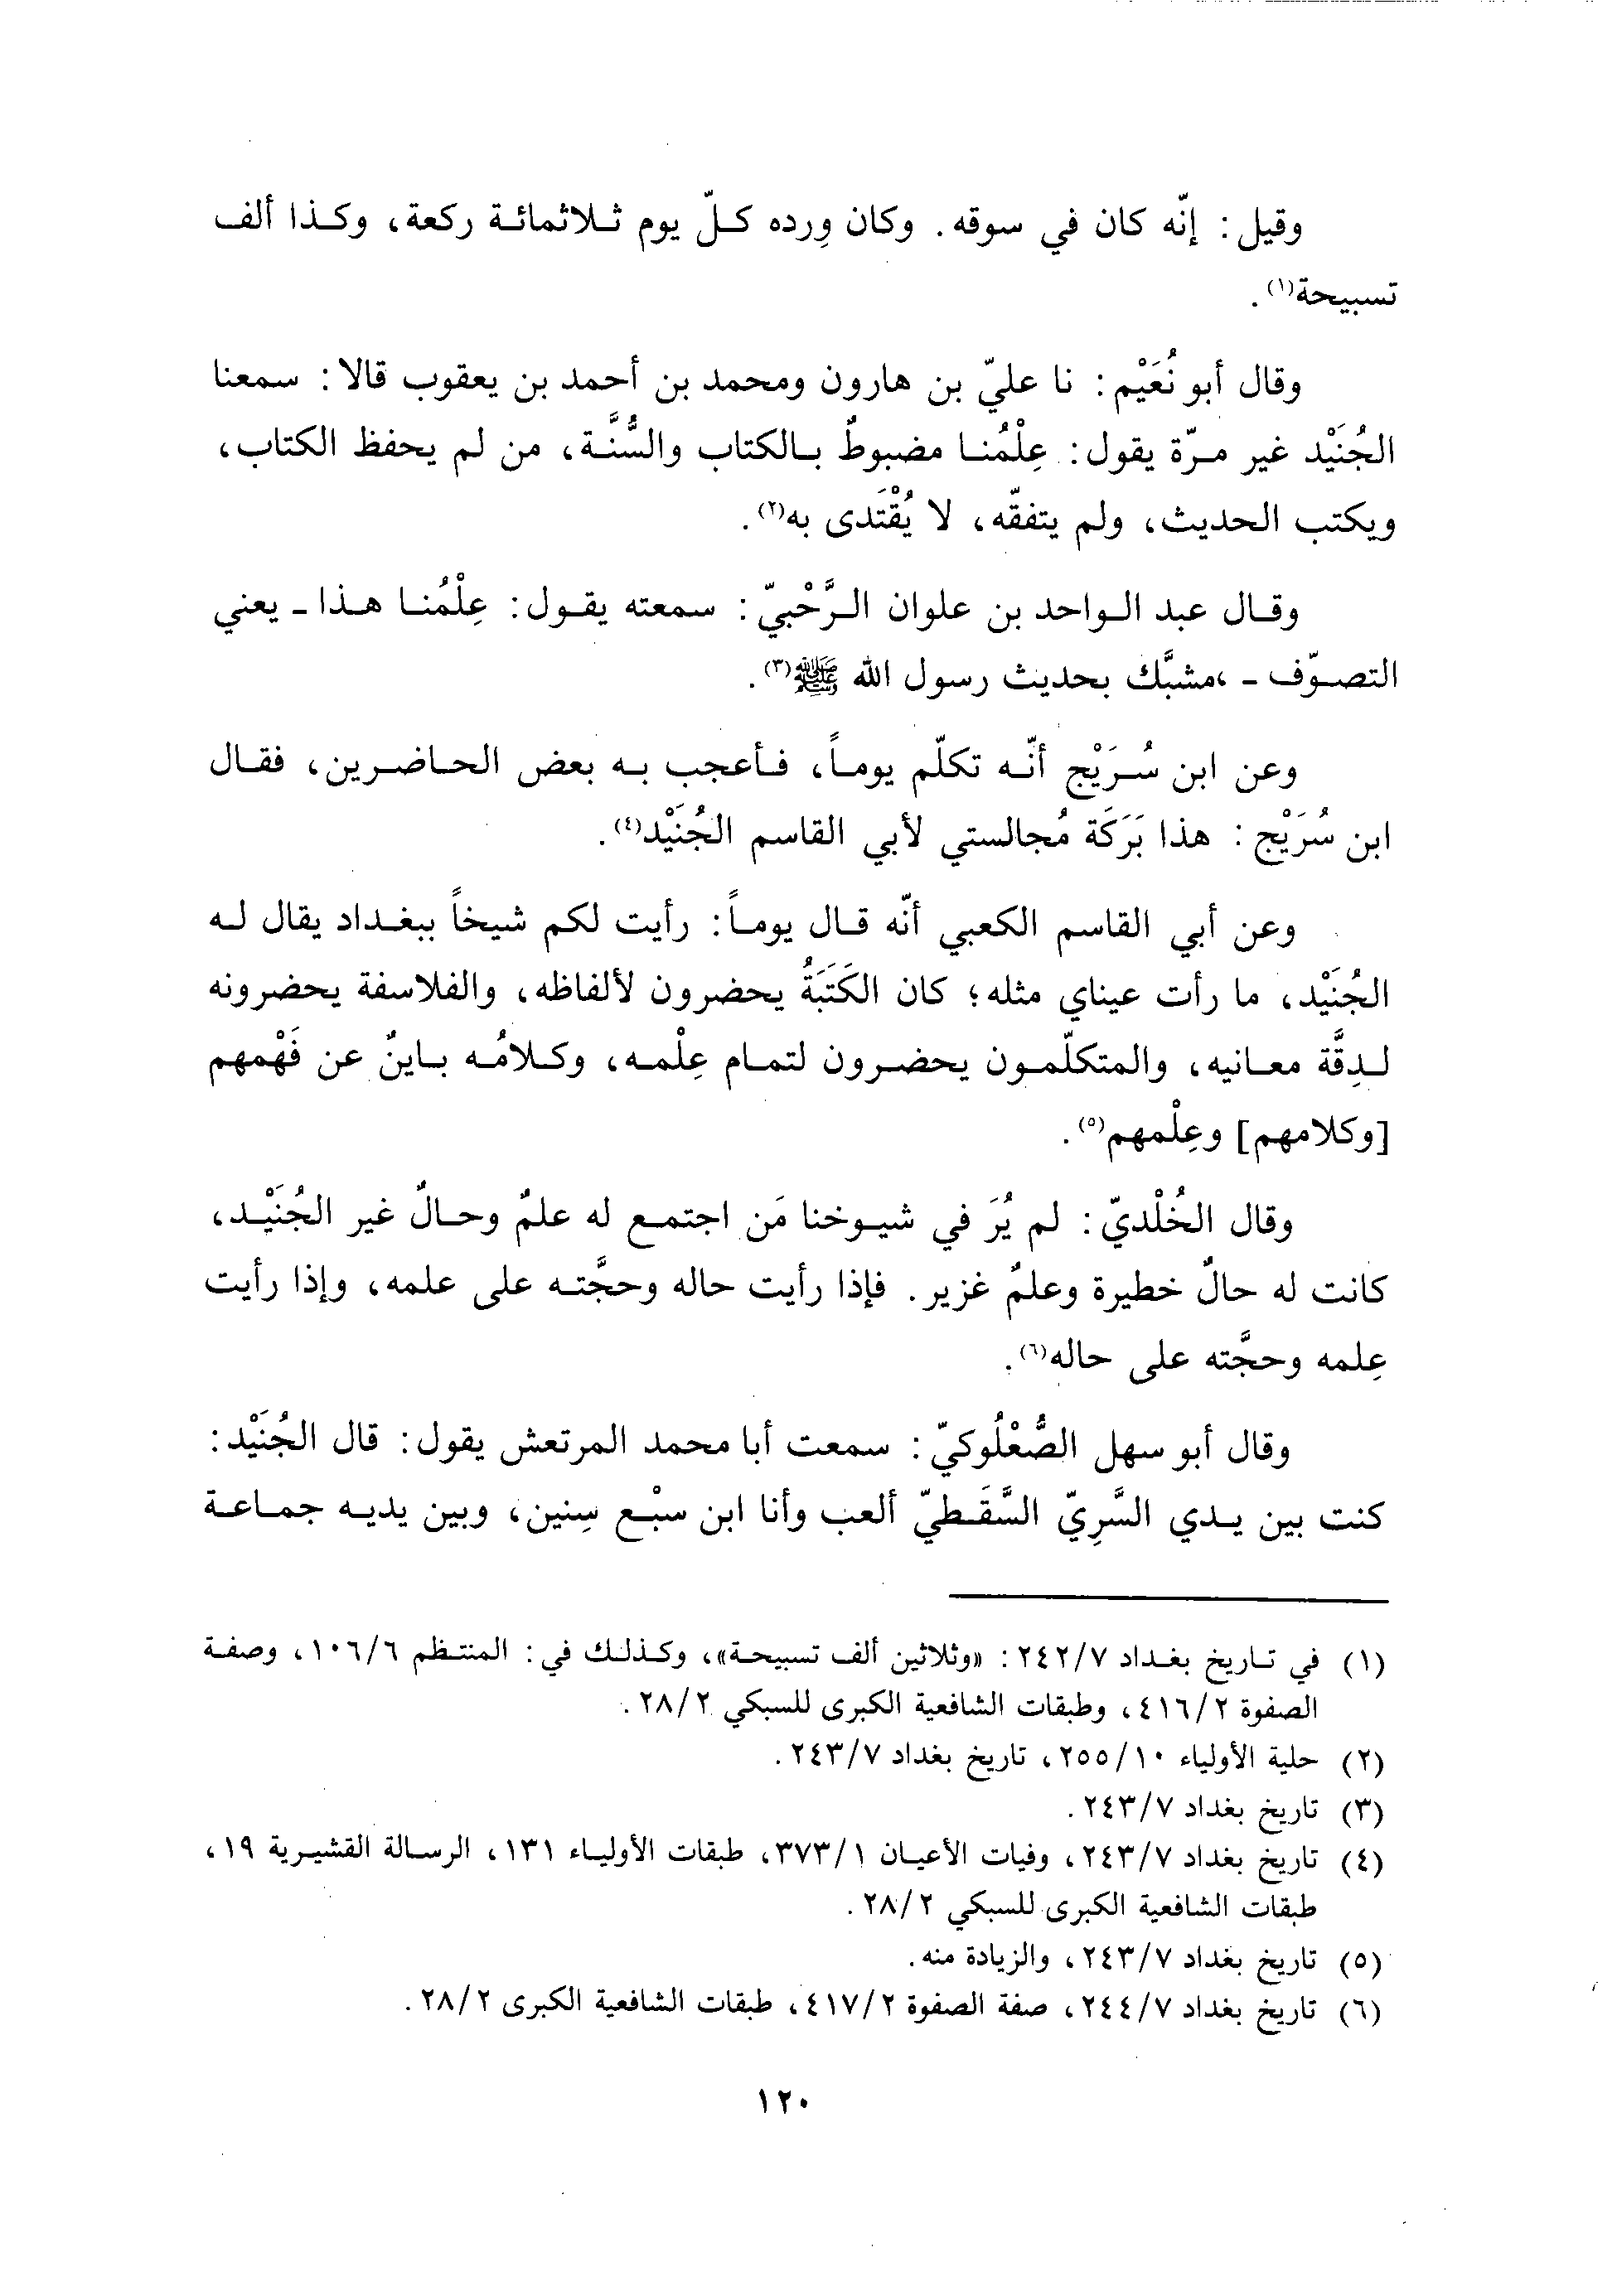 وقيل: إنّه كان في سوقه. وكان وِرده كلّ يوم ثلاثمائة ركعة، وكذا ألف
تسبيحة(١).
وقال أبو نُعَيْم: نا عليّ بن هارون ومحمد بن أحمد بن يعقوب قالا: سمعنا
الجُنَيْد غير مرّة يقول: عِلْمُنا مضبوطٌ بالكتاب والسُّنَّة، من لم يحفظ الكتاب،
ويكتب الحديث، ولم يتفقّه، لا يُقْتَدى به(٢).
وقال عبد الواحد بن علوان الرَّحْبيّ: سمعته يقول: عِلْمُنا هذا ـ يعني
التصوّف ـ، مشبَّك بحديث رسول الله ﷺ(٣).
وعن ابن سُرَيْج أنّه تكلّم يوماً، فأعجب به بعض الحاضرين، فقال
ابن سُرَيْج: هذا بَرَكَة مُجالستي لأبي القاسم الجُنَيْد(٤).
وعن أبي القاسم الكعبي أنّه قال يوماً: رأيت لكم شيخاً ببغداد يقال له
الجُنَيْد، ما رأت عيناي مثله؛ كان الكَتَبَةُ يحضرون لألفاظه، والفلاسفة يحضرونه
لدِقَّة معانيه، والمتكلّمون يحضرون لتمام عِلْمه، وكلامُه باينٌ عن فَهْمهم
[وكلامهم] وعِلْمهم(٥).
وقال الخُلْديّ: لم يُرَ في شيوخنا مَن اجتمع له علمٌ وحالٌ غير الجُنَيْد،
كانت له حالٌ خطيرة وعلمٌ غزير. فإذا رأيت حاله وحجَّته على علمه، وإذا رأيت
عِلمه وحجَّته على حاله(٦).
وقال أبو سهل الصُّعْلُوكيّ: سمعت أبا محمد المرتعش يقول: قال الجُنَيْد:
كنت بين يدي السَّرِيّ السَّقَطيّ ألعب وأنا ابن سبْع سِنين، وبين يديه جماعة
(١) في تاريخ بغداد ٢٤٢/٧: «وثلاثين ألف تسبيحة»، وكذلك في: المنتظم ١٠٦/٦، وصفة
الصفوة ٤١٦/٢، وطبقات الشافعية الكبرى للسبكي ٢٨/٢.
(٢) حلية الأولياء ٢٥٥/١٠، تاريخ بغداد ٢٤٣/٧.
(٣) تاريخ بغداد ٢٤٣/٧.
(٤) تاريخ بغداد ٢٤٣/٧، وفيات الأعيان ٣٧٣/١، طبقات الأولياء ١٣١، الرسالة القشيرية ١٩،
طبقات الشافعية الكبرى للسبكي ٢٨/٢.
(٥) تاريخ بغداد ٢٤٣/٧، والزيادة منه.
(٦) تاريخ بغداد ٢٤٤/٧، صفة الصفوة ٤١٧/٢، طبقات الشافعية الكبرى ٢٨/٢.
١٢٠